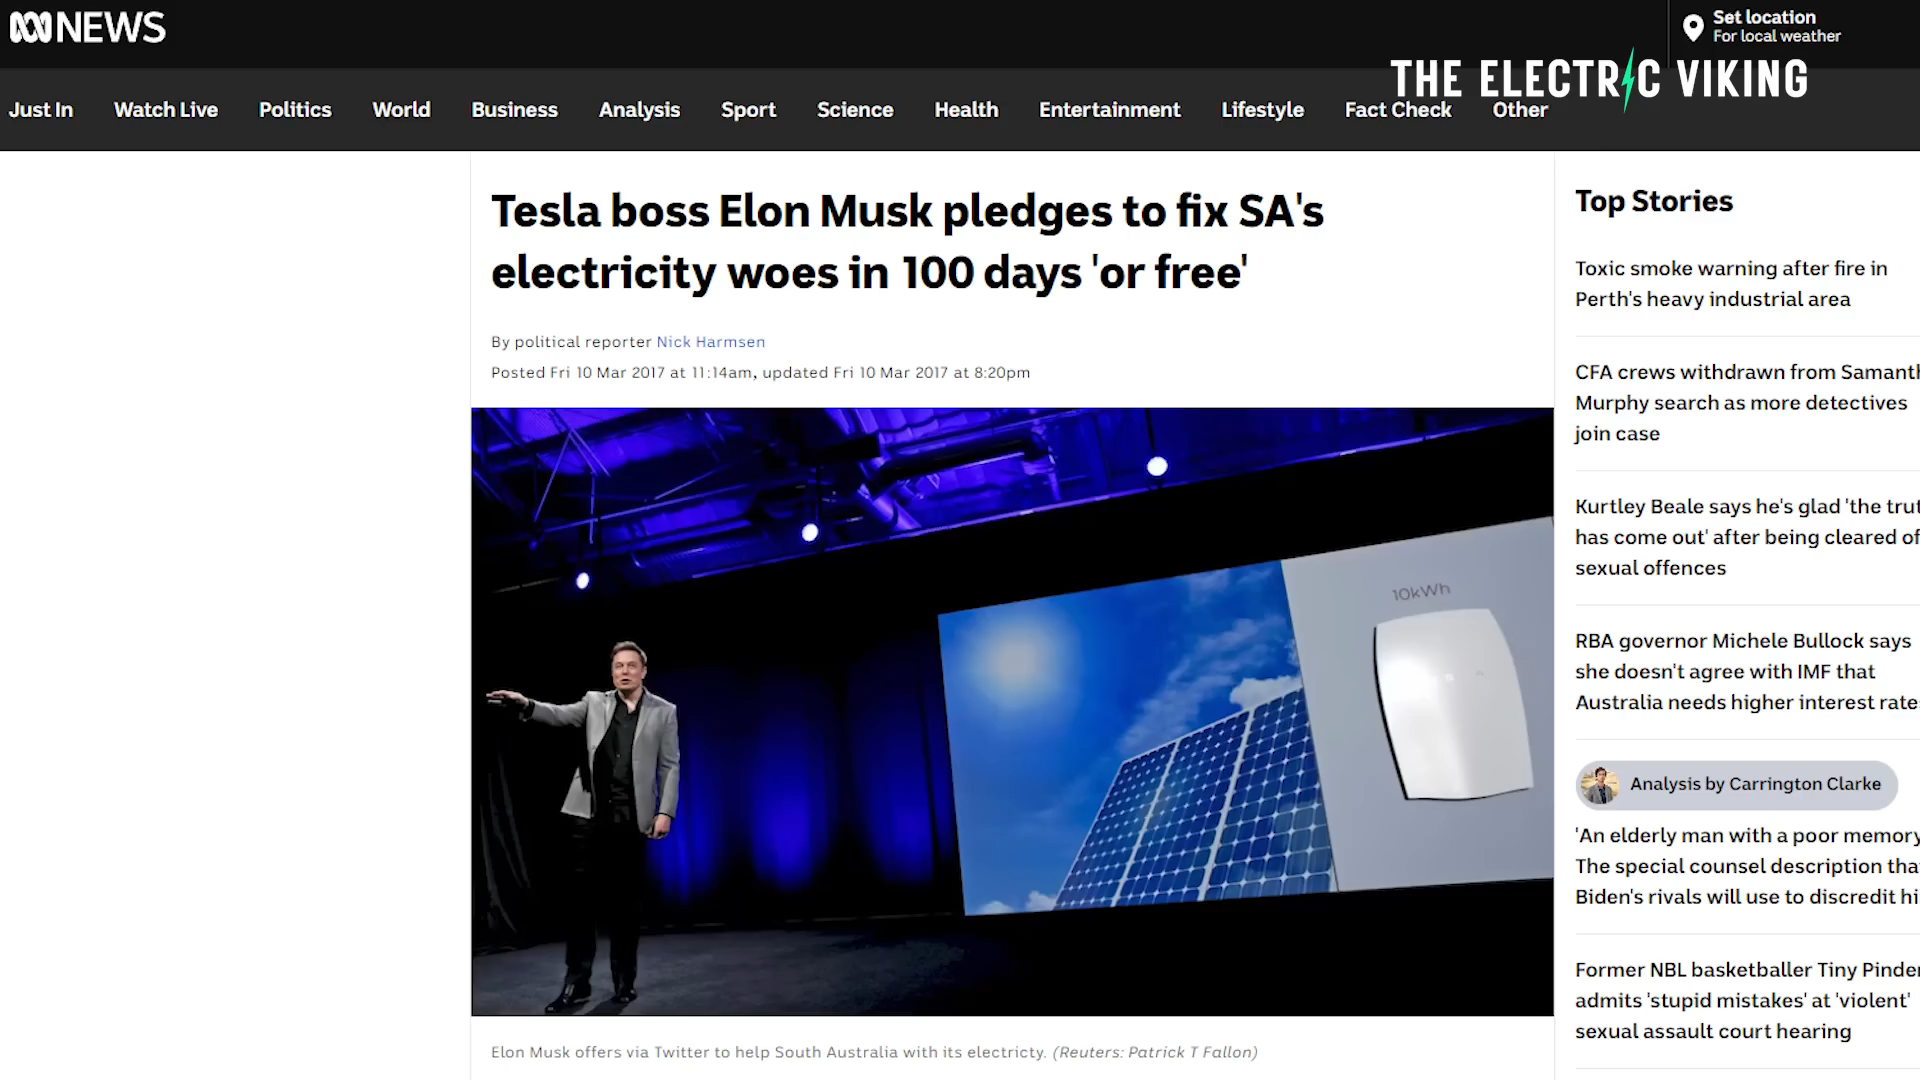 NEWS
Set location
For local weather
THE ELECTRIC VIKING
Just In
Watch Live
Politics
World
Business
Analysis
Sport
Science
Health
Entertainment
Lifestyle
Fact Check
Other
Tesla boss Elon Musk pledges to fix SA's
electricity woes in 100 days 'or free'
By political reporter Nick Harmsen
Posted Fri 10 Mar 2017 at 11:14am, updated Fri 10 Mar 2017 at 8:20pm
10kWh
Elon Musk offers via Twitter to help South Australia with its electricty. (Reuters: Patrick T Fallon)
Top Stories
Toxic smoke warning after fire in
Perth's heavy industrial area
CFA crews withdrawn from Samanth
Murphy search as more detectives
join case
Kurtley Beale says he's glad 'the trut
has come out' after being cleared of
sexual offences
RBA governor Michele Bullock says
she doesn't agree with IMF that
Australia needs higher interest rate
Analysis by Carrington Clarke
'An elderly man with a poor memory
The special counsel description tha
Biden's rivals will use to discredit hi
Former NBL basketballer Tiny Pinde
admits 'stupid mistakes' at 'violent'
sexual assault court hearing